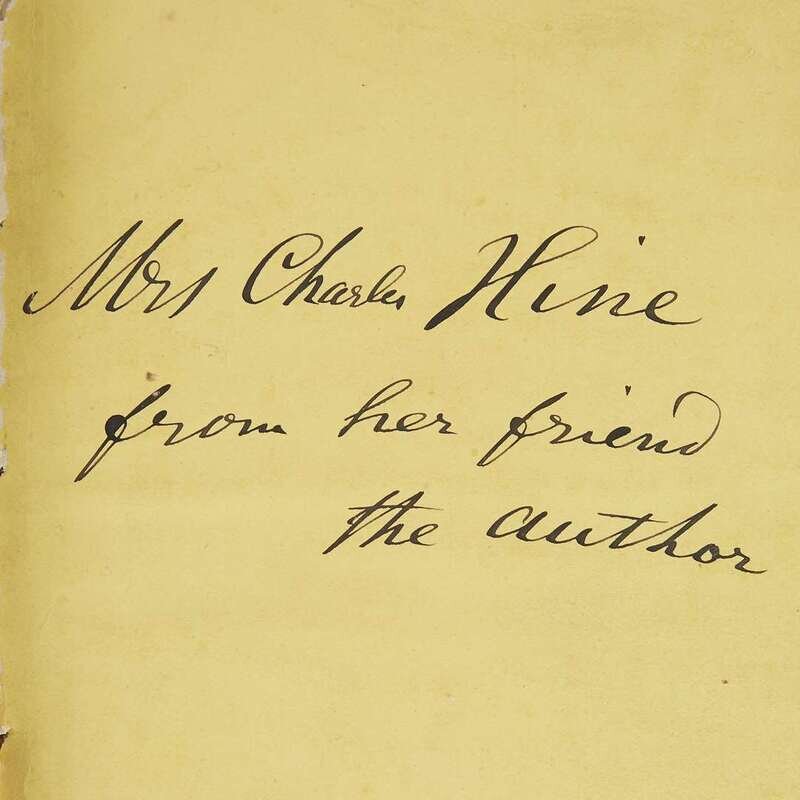 Mrs Charles Hine
from her friend
the author